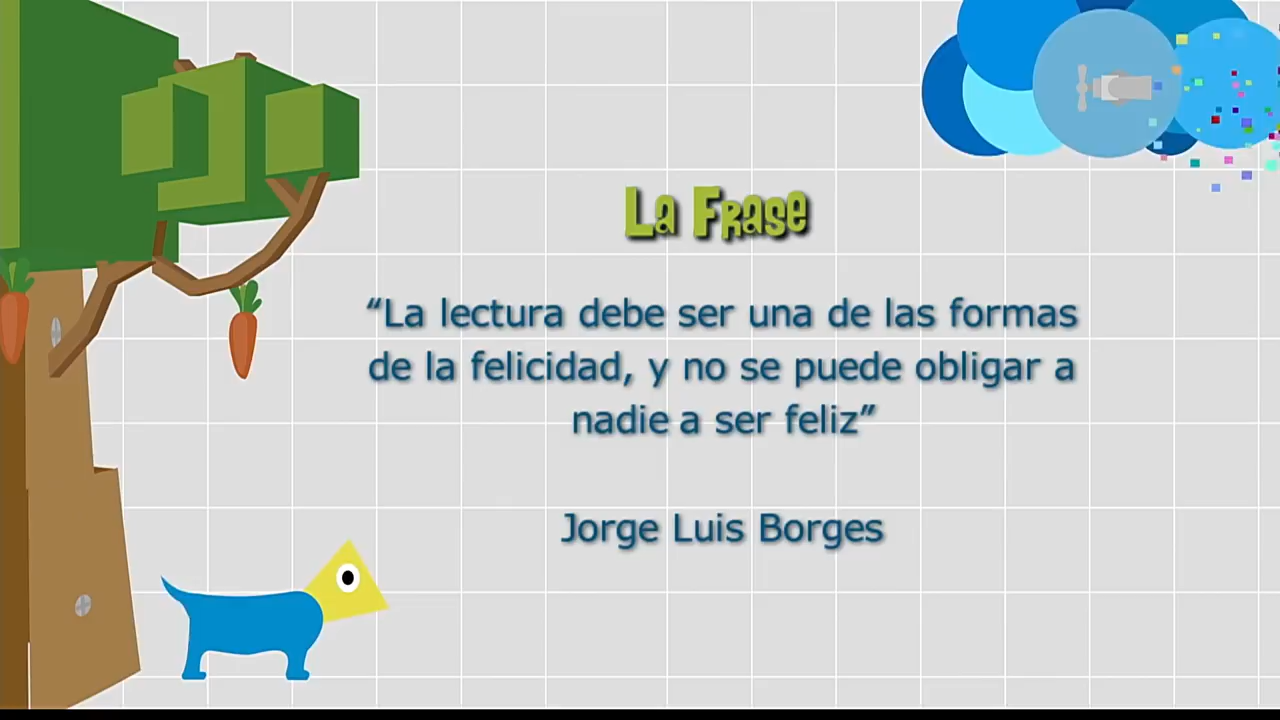 La Frase
“La lectura debe ser una de las formas
de la felicidad, y no se puede obligar a
nadie a ser feliz”
Jorge Luis Borges